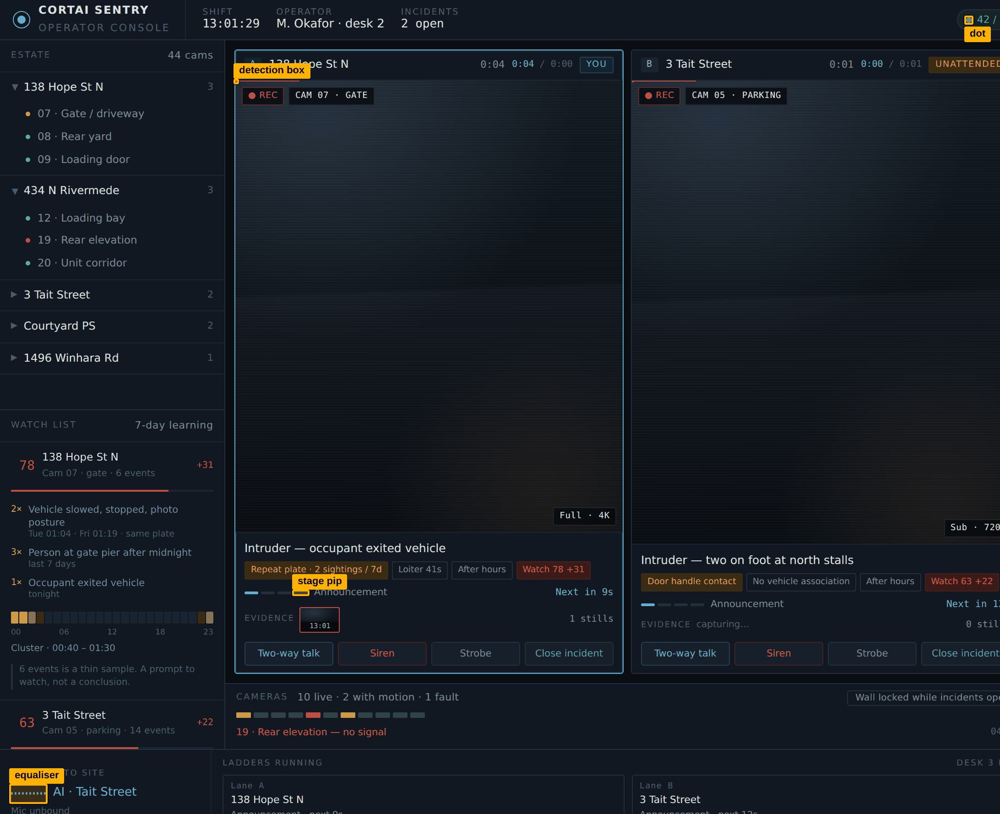 CORTAI SENTRY
OPERATOR CONSOLE
SHIFT
13:01:29
OPERATOR
M. Okafor · desk 2
INCIDENTS
2 open
42 /
dot
ESTATE
44 cams
▼ 138 Hope St N 3
07 · Gate / driveway
08 · Rear yard
09 · Loading door
▼ 434 N Rivermede 3
12 · Loading bay
19 · Rear elevation
20 · Unit corridor
▶ 3 Tait Street 2
▶ Courtyard PS 2
▶ 1496 Winhara Rd 1
WATCH LIST
7-day learning
78
138 Hope St N
Cam 07 · gate · 6 events
+31
2× Vehicle slowed, stopped, photo
posture
Tue 01:04 · Fri 01:19 · same plate
3× Person at gate pier after midnight
last 7 days
1× Occupant exited vehicle
tonight
00 06 12 18 23
Cluster · 00:40 – 01:30
6 events is a thin sample. A prompt to
watch, not a conclusion.
63
3 Tait Street
Cam 05 · parking · 14 events
+22
138 Hope St N
0:04 0:04 / 0:00 YOU
detection box
REC
CAM 07 · GATE
Full · 4K
Intruder — occupant exited vehicle
Repeat plate · 2 sightings / 7d
Loiter 41s
After hours
Watch 78 +31
stage pip
Announcement
Next in 9s
EVIDENCE
13:01
1 stills
Two-way talk
Siren
Strobe
Close incident
B 3 Tait Street
0:01 0:00 / 0:01 UNATTENDED
REC
CAM 05 · PARKING
Sub · 720
Intruder — two on foot at north stalls
Door handle contact
No vehicle association
After hours
Watch 63 +22
Announcement
Next in 12
EVIDENCE capturing…
0 still
Two-way talk
Siren
Strobe
Close incident
CAMERAS 10 live · 2 with motion · 1 fault
Wall locked while incidents ope
19 · Rear elevation — no signal
04
TO SITE
equaliser
AI · Tait Street
Mic unbound
LADDERS RUNNING
DESK 3
Lane A
138 Hope St N
Announcement · next 9s
Lane B
3 Tait Street
Announcement · next 12s